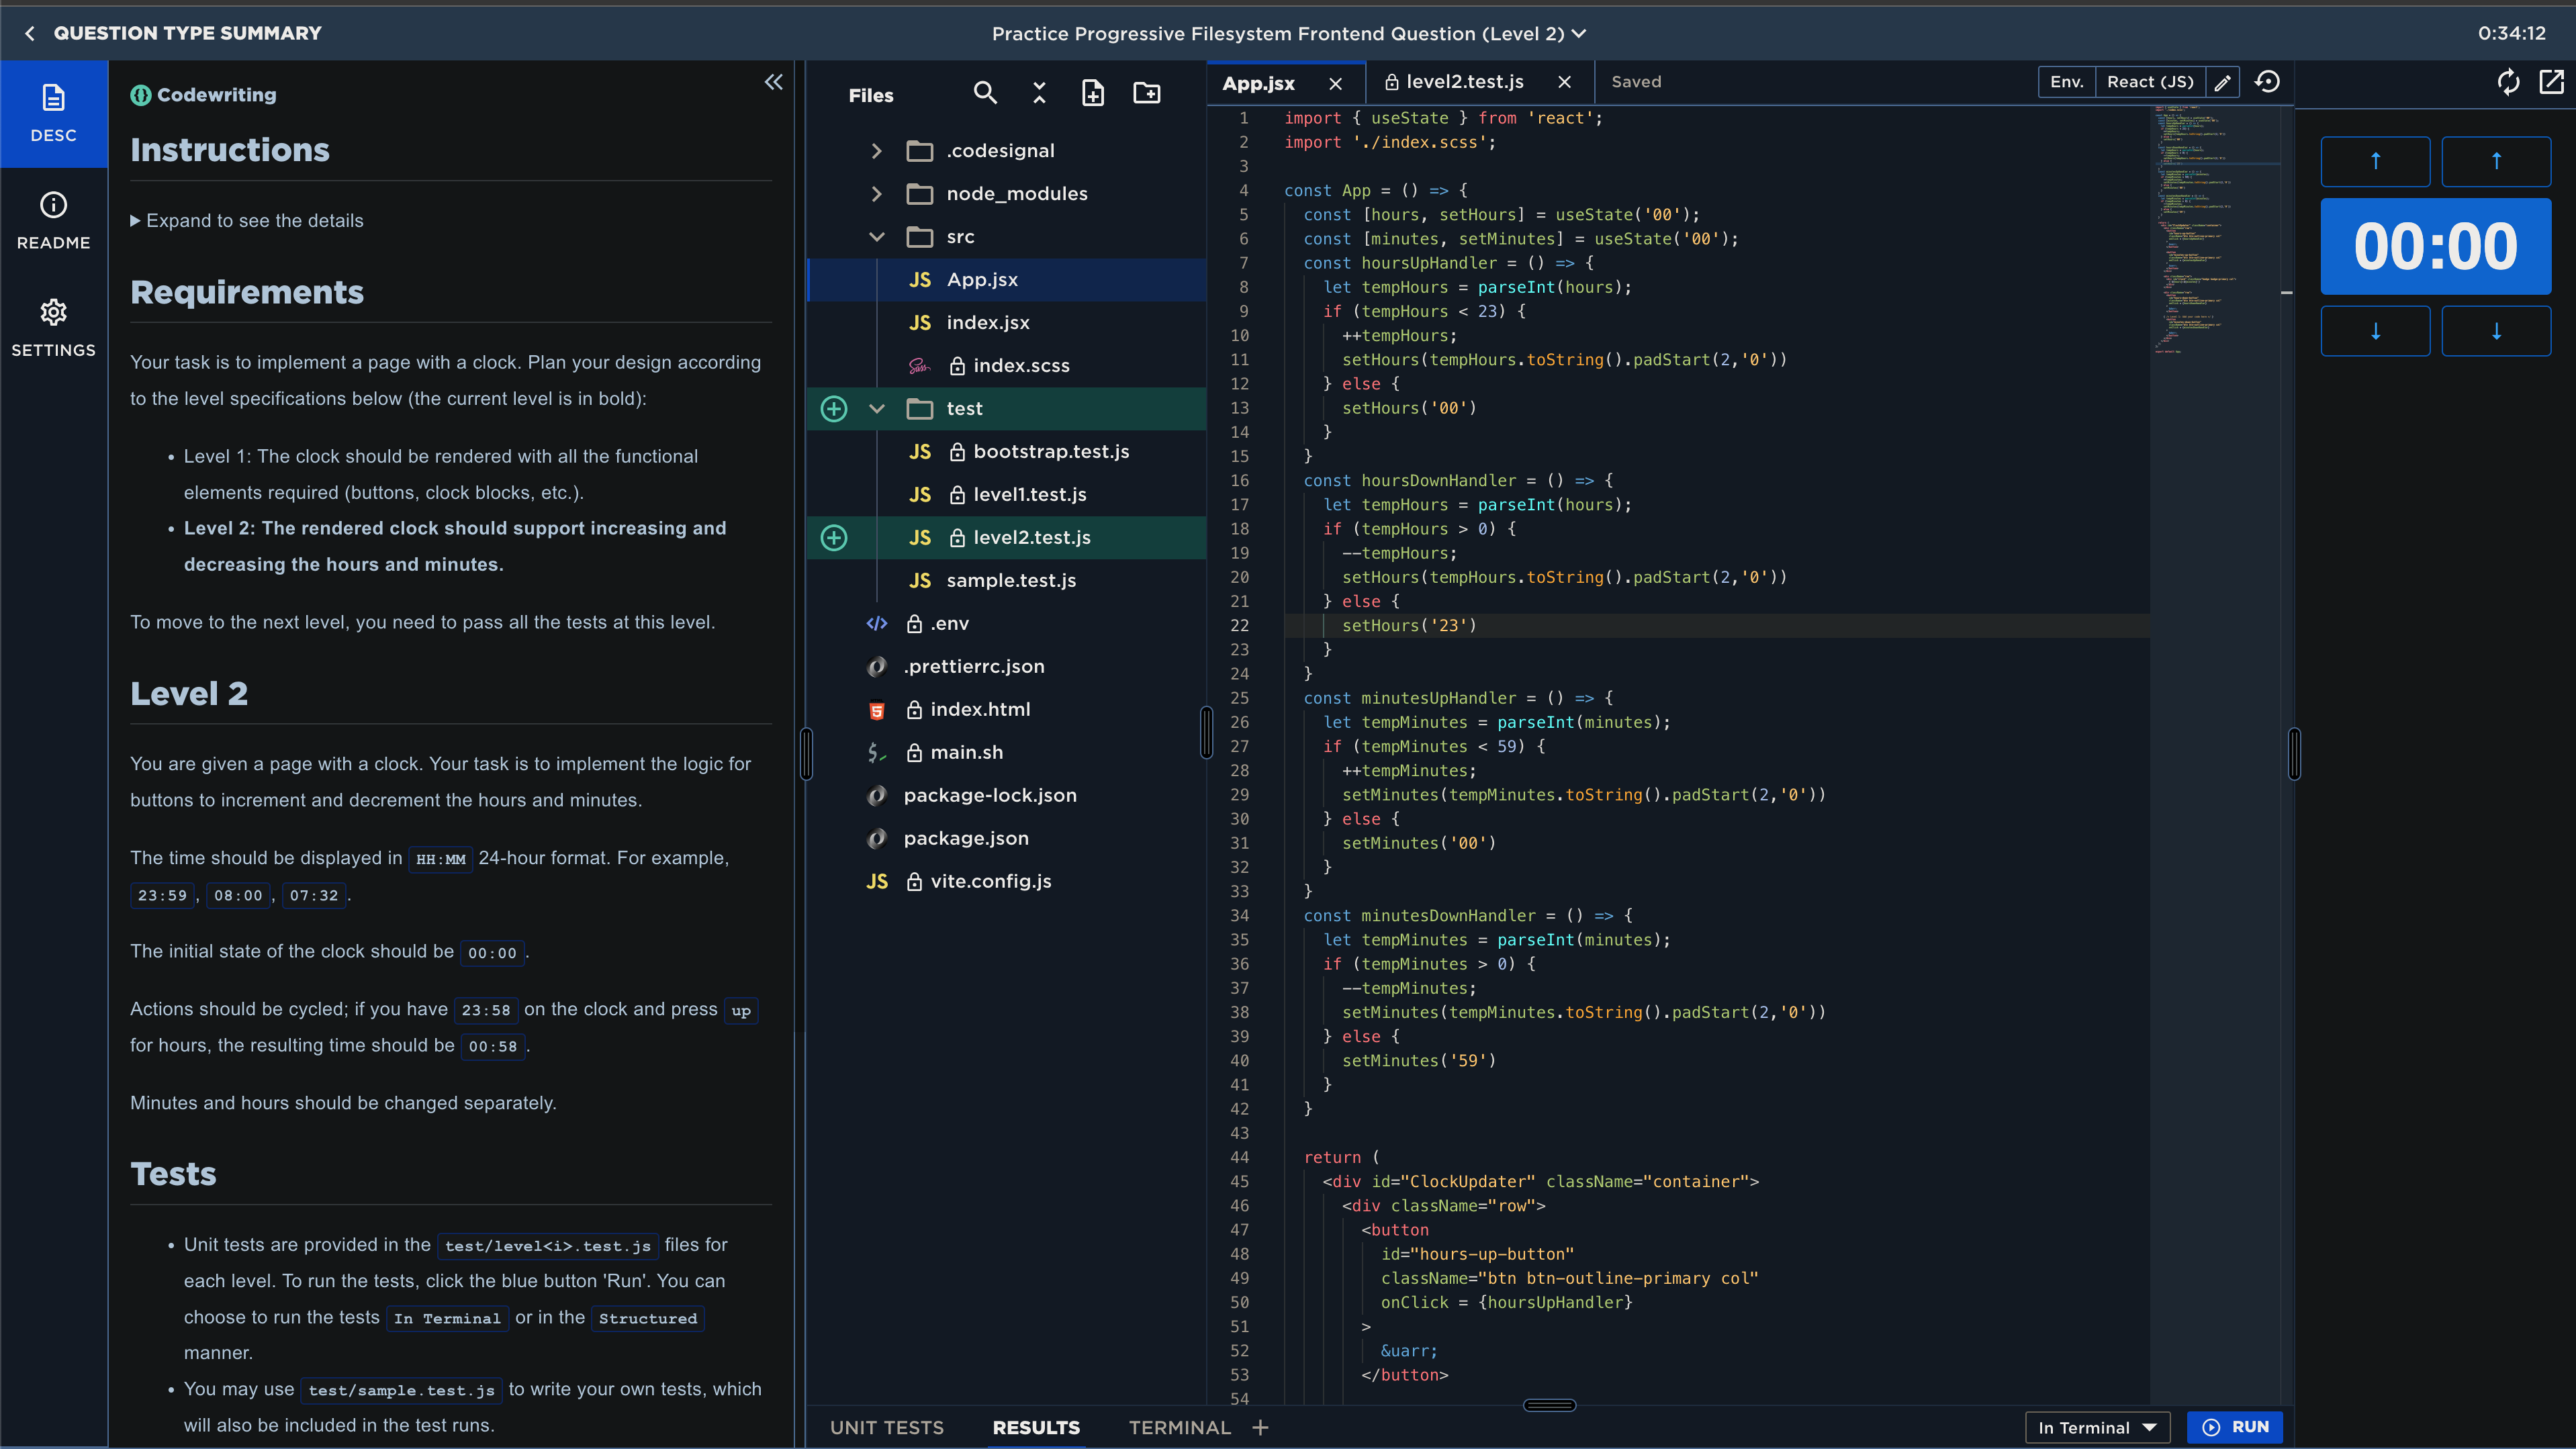 QUESTION TYPE SUMMARY
Practice Progressive Filesystem Frontend Question (Level 2)
0:34:12
DESC
README
SETTINGS
Codewriting
Instructions
Expand to see the details
Requirements
Your task is to implement a page with a clock. Plan your design according
to the level specifications below (the current level is in bold):
• Level 1: The clock should be rendered with all the functional
elements required (buttons, clock blocks, etc.).
• Level 2: The rendered clock should support increasing and
decreasing the hours and minutes.
To move to the next level, you need to pass all the tests at this level.
Level 2
You are given a page with a clock. Your task is to implement the logic for
buttons to increment and decrement the hours and minutes.
The time should be displayed in HH:MM 24-hour format. For example,
23:59, 08:00, 07:32.
The initial state of the clock should be 00:00.
Actions should be cycled; if you have 23:58 on the clock and press up
for hours, the resulting time should be 00:58.
Minutes and hours should be changed separately.
Tests
• Unit tests are provided in the test/level<i>.test.js files for
each level. To run the tests, click the blue button 'Run'. You can
choose to run the tests In Terminal or in the Structured
manner.
• You may use test/sample.test.js to write your own tests, which
will also be included in the test runs.
Files
.codesignal
node_modules
src
JS App.jsx
JS index.jsx
Sass index.scss
test
JS bootstrap.test.js
JS level1.test.js
JS level2.test.js
JS sample.test.js
</> .env
.prettierrc.json
5 index.html
$ main.sh
package-lock.json
package.json
JS vite.config.js
App.jsx
level2.test.js
Saved
Env.
React (JS)
1 import { useState } from 'react';
2 import './index.scss';
3
4 const App = () => {
5 const [hours, setHours] = useState('00');
6 const [minutes, setMinutes] = useState('00');
7 const hoursUpHandler = () => {
8 let tempHours = parseInt(hours);
9 if (tempHours < 23) {
10 ++tempHours;
11 setHours(tempHours.toString().padStart(2,'0'))
12 } else {
13 setHours('00')
14 }
15 }
16 const hoursDownHandler = () => {
17 let tempHours = parseInt(hours);
18 if (tempHours > 0) {
19 --tempHours;
20 setHours(tempHours.toString().padStart(2,'0'))
21 } else {
22 setHours('23')
23 }
24 }
25 const minutesUpHandler = () => {
26 let tempMinutes = parseInt(minutes);
27 if (tempMinutes < 59) {
28 ++tempMinutes;
29 setMinutes(tempMinutes.toString().padStart(2,'0'))
30 } else {
31 setMinutes('00')
32 }
33 }
34 const minutesDownHandler = () => {
35 let tempMinutes = parseInt(minutes);
36 if (tempMinutes > 0) {
37 --tempMinutes;
38 setMinutes(tempMinutes.toString().padStart(2,'0'))
39 } else {
40 setMinutes('59')
41 }
42 }
43
44 return (
45 <div id="ClockUpdater" className="container">
46 <div className="row">
47 <button
48 id="hours-up-button"
49 className="btn btn-outline-primary col"
50 onClick = {hoursUpHandler}
51 >
52 &uarr;
53 </button>
54
↑ ↑
00:00
↓ ↓
UNIT TESTS
RESULTS
TERMINAL +
In Terminal
RUN